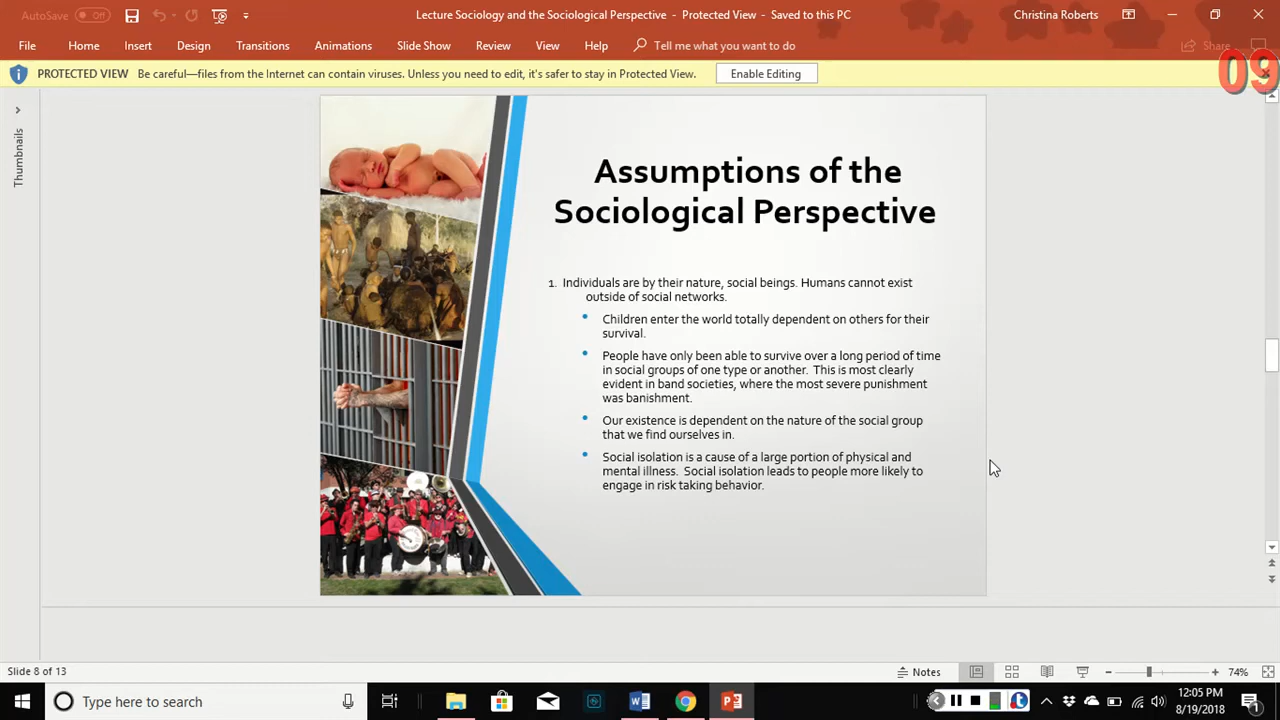 AutoSave Off
Lecture Sociology and the Sociological Perspective - Protected View - Saved to this PC
Christina Roberts
File Home Insert Design Transitions Animations Slide Show Review View Help Tell me what you want to do Share
PROTECTED VIEW Be careful—files from the Internet can contain viruses. Unless you need to edit, it's safer to stay in Protected View. Enable Editing
09
Thumbnails
Assumptions of the
Sociological Perspective
1. Individuals are by their nature, social beings. Humans cannot exist
outside of social networks.
• Children enter the world totally dependent on others for their
survival.
• People have only been able to survive over a long period of time
in social groups of one type or another. This is most clearly
evident in band societies, where the most severe punishment
was banishment.
• Our existence is dependent on the nature of the social group
that we find ourselves in.
• Social isolation is a cause of a large portion of physical and
mental illness. Social isolation leads to people more likely to
engage in risk taking behavior.
Slide 8 of 13
Notes
74%
Type here to search
12:05 PM
8/19/2018
1